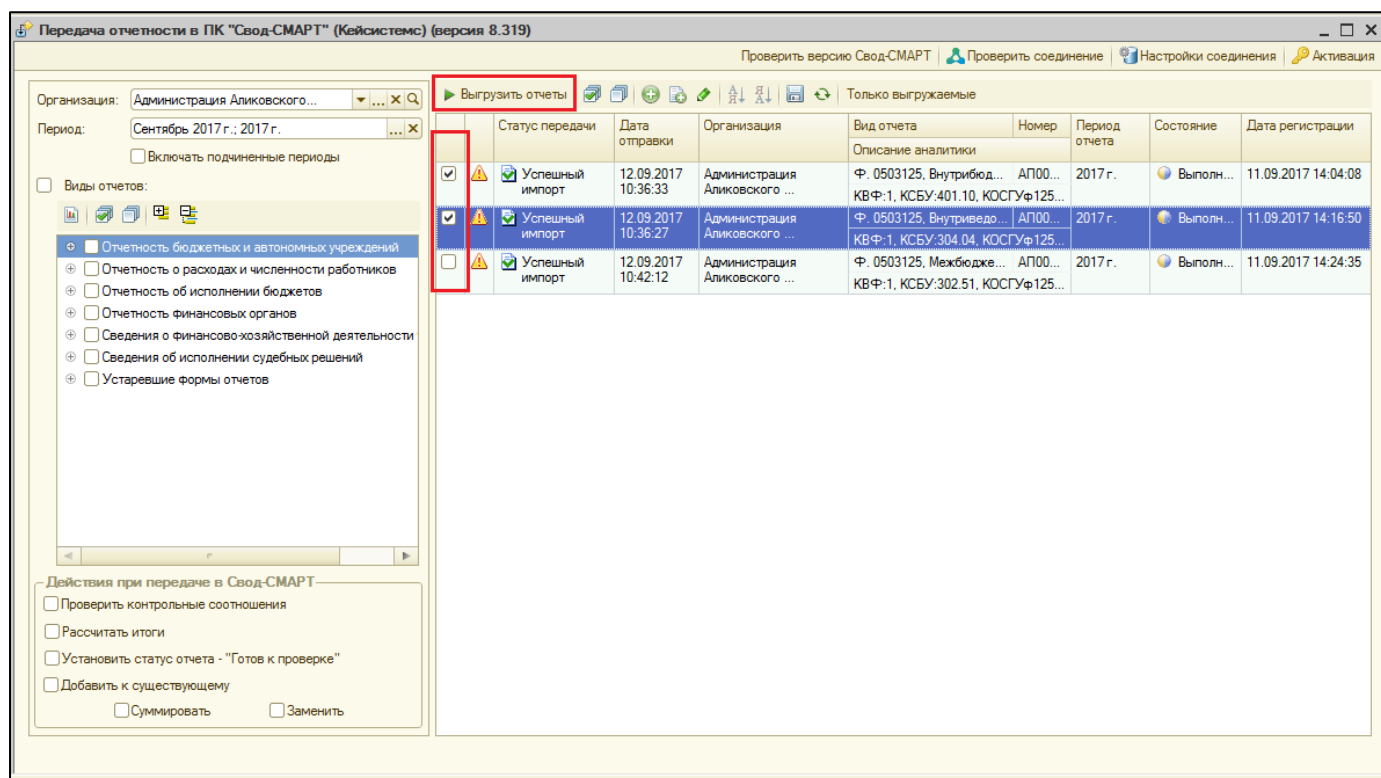 Передача отчетности в ПК "Свод-СМАРТ" (Кейсистемс) (версия 8.319)
Проверить версию Свод-СМАРТ Проверить соединение Настройки соединения Активация
Организация: Администрация Аликовского...
Период: Сентябрь 2017 г.; 2017 г.
Включать подчиненные периоды
Виды отчетов:
Отчетность бюджетных и автономных учреждений
Отчетность о расходах и численности работников
Отчетность об исполнении бюджетов
Отчетность финансовых органов
Сведения о финансово-хозяйственной деятельности
Сведения об исполнении судебных решений
Устаревшие формы отчетов
Действия при передаче в Свод-СМАРТ
Проверить контрольные соотношения
Рассчитать итоги
Установить статус отчета - "Готов к проверке"
Добавить к существующему
Суммировать Заменить
Выгрузить отчеты Только выгружаемые
Статус передачи Дата отправки Организация Вид отчета Номер Период отчета Состояние Дата регистрации
Описание аналитики
Успешный импорт 12.09.2017 10:36:33 Администрация Аликовского ... Ф. 0503125, Внутрибюд... АП00... 2017 г. Выполн... 11.09.2017 14:04:08
КВФ:1, КСБУ:401.10, КОСГУф125...
Успешный импорт 12.09.2017 10:36:27 Администрация Аликовского ... Ф. 0503125, Внутриведо... АП00... 2017 г. Выполн... 11.09.2017 14:16:50
КВФ:1, КСБУ:304.04, КОСГУф125...
Успешный импорт 12.09.2017 10:42:12 Администрация Аликовского ... Ф. 0503125, Межбюдже... АП00... 2017 г. Выполн... 11.09.2017 14:24:35
КВФ:1, КСБУ:302.51, КОСГУф125...